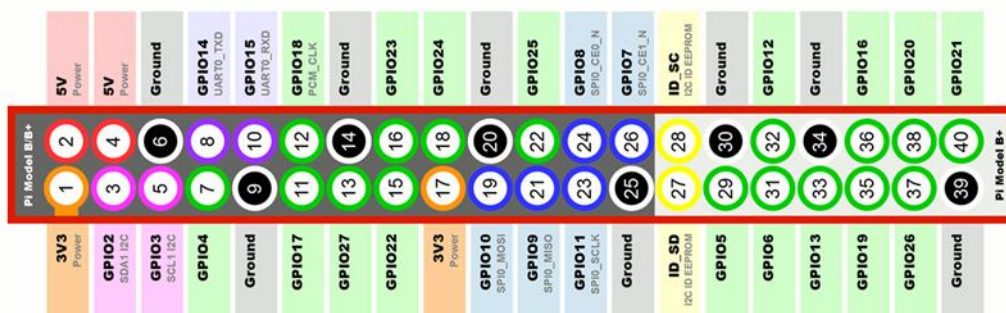 5V
Power
5V
Power
Ground
GPIO14
UART0_TXD
GPIO15
UART0_RXD
GPIO18
PCM_CLK
Ground
GPIO23
GPIO24
Ground
GPIO25
GPIO8
SPI0_CE0_N
GPIO7
SPI0_CE1_N
ID_SC
I2C ID EEPROM
Ground
GPIO12
Ground
GPIO16
GPIO20
GPIO21
Pi Model B/B+
2 4 6 8 10 12 14 16 18 20 22 24 26 28 30 32 34 36 38 40
1 3 5 7 9 11 13 15 17 19 21 23 25 27 29 31 33 35 37 39
Pi Model B+
3V3
Power
GPIO2
SDA1 I2C
GPIO3
SCL1 I2C
GPIO4
Ground
GPIO17
GPIO27
GPIO22
3V3
Power
GPIO10
SPI0_MOSI
GPIO9
SPI0_MISO
GPIO11
SPI0_SCLK
Ground
ID_SD
I2C ID EEPROM
GPIO5
GPIO6
GPIO13
GPIO19
GPIO26
Ground